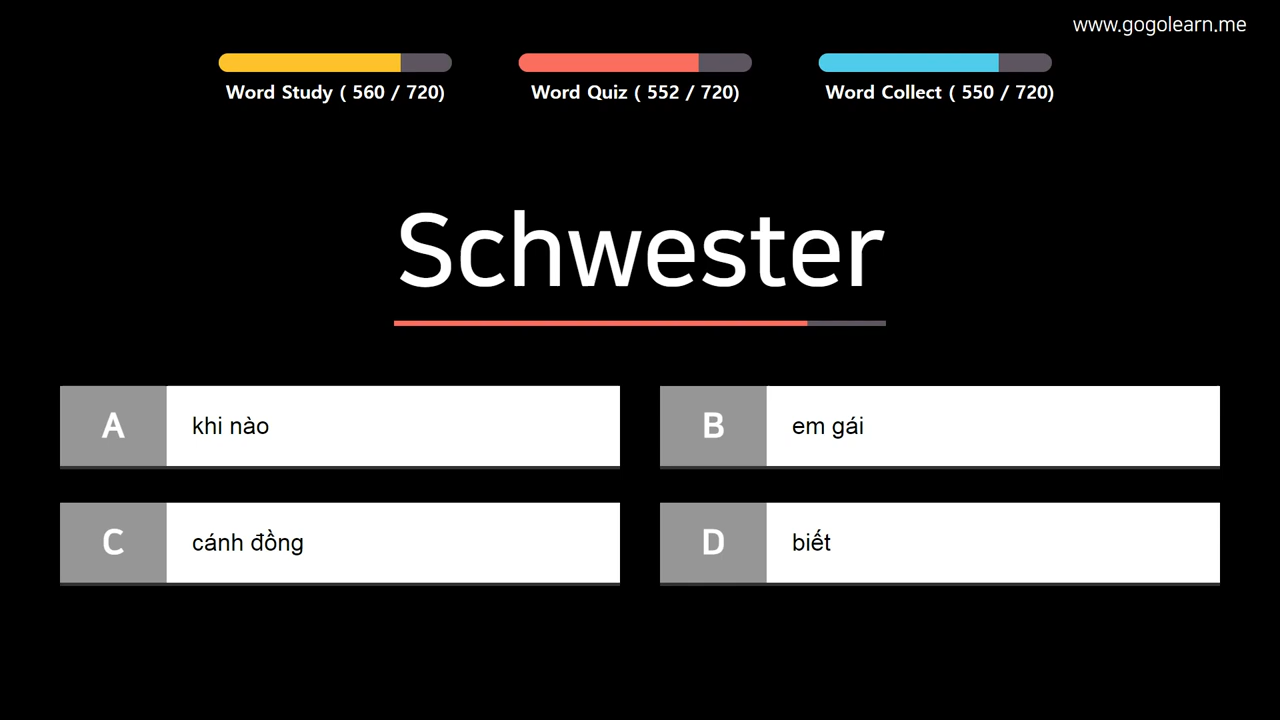 www.gogolearn.me
Word Study ( 560 / 720)
Word Quiz ( 552 / 720)
Word Collect ( 550 / 720)
Schwester
A khi nào
B em gái
C cánh đồng
D biết